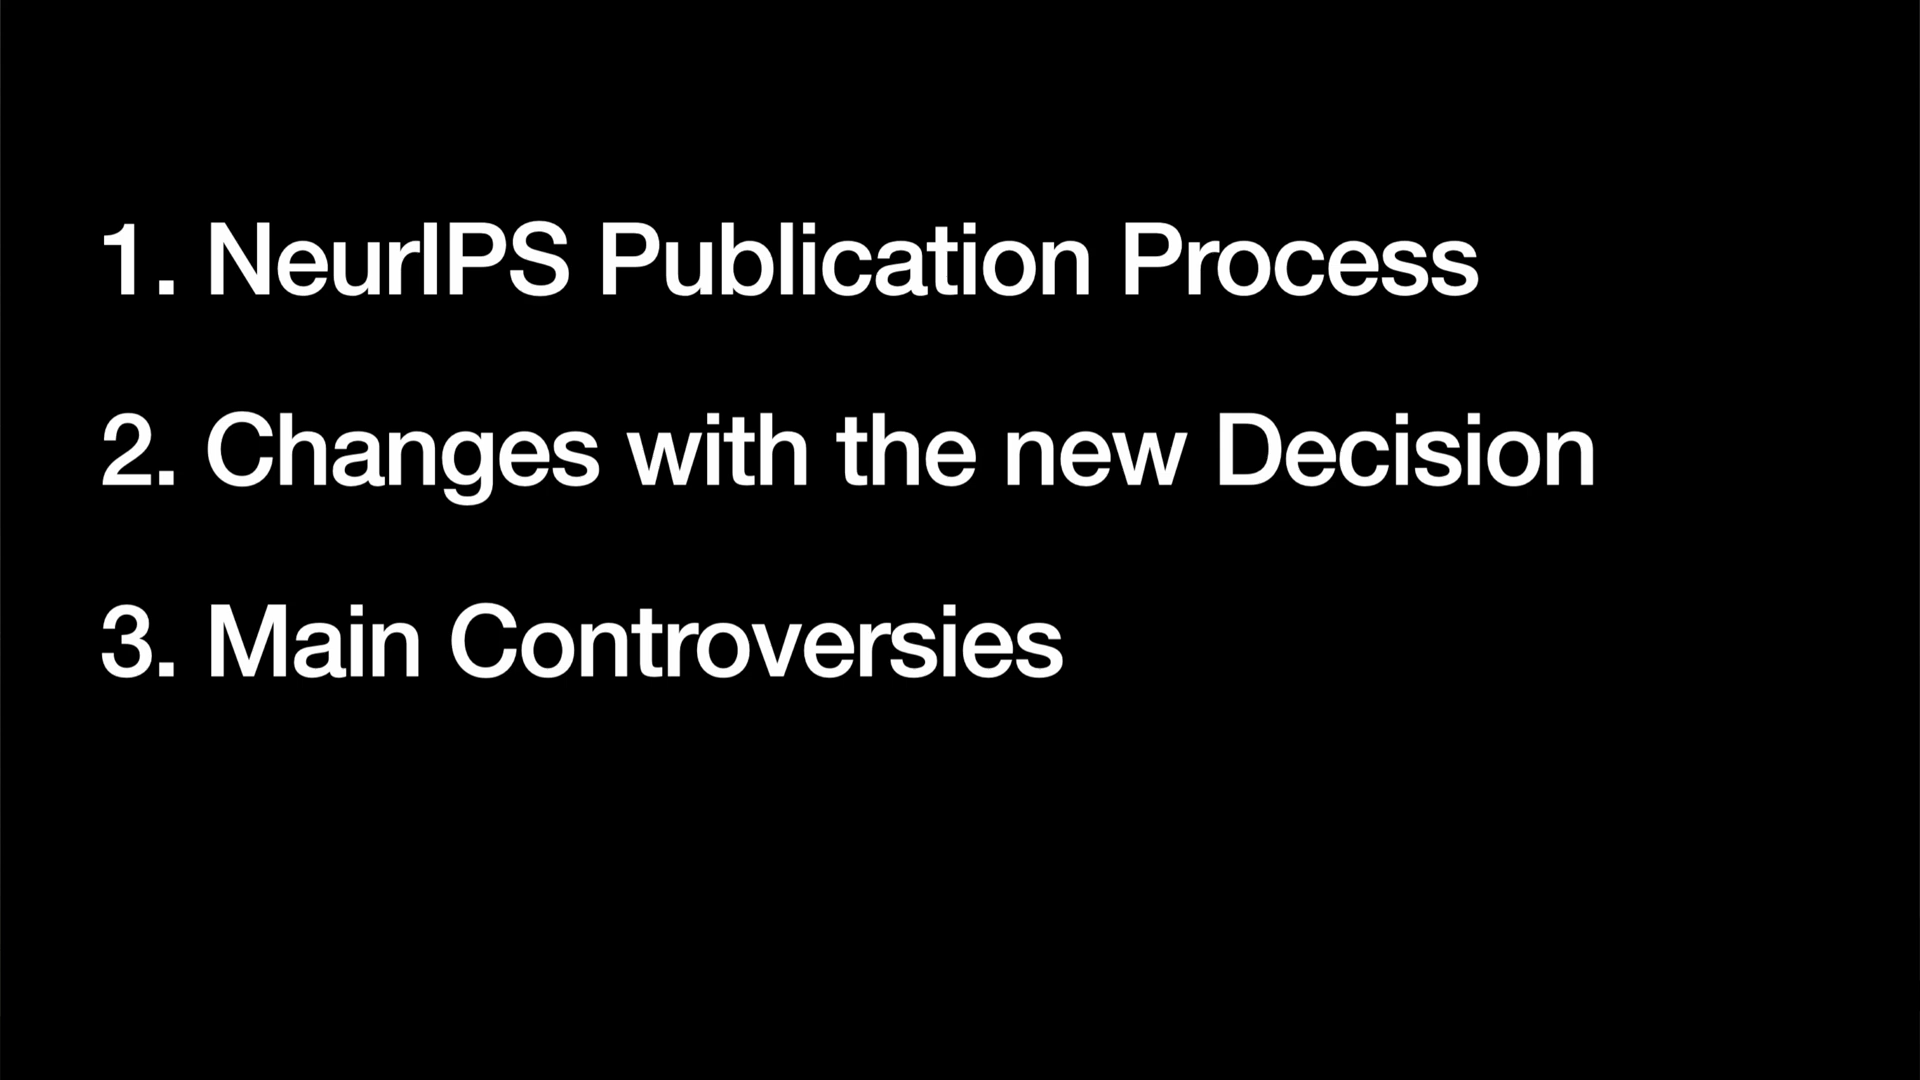 1. NeurIPS Publication Process
2. Changes with the new Decision
3. Main Controversies